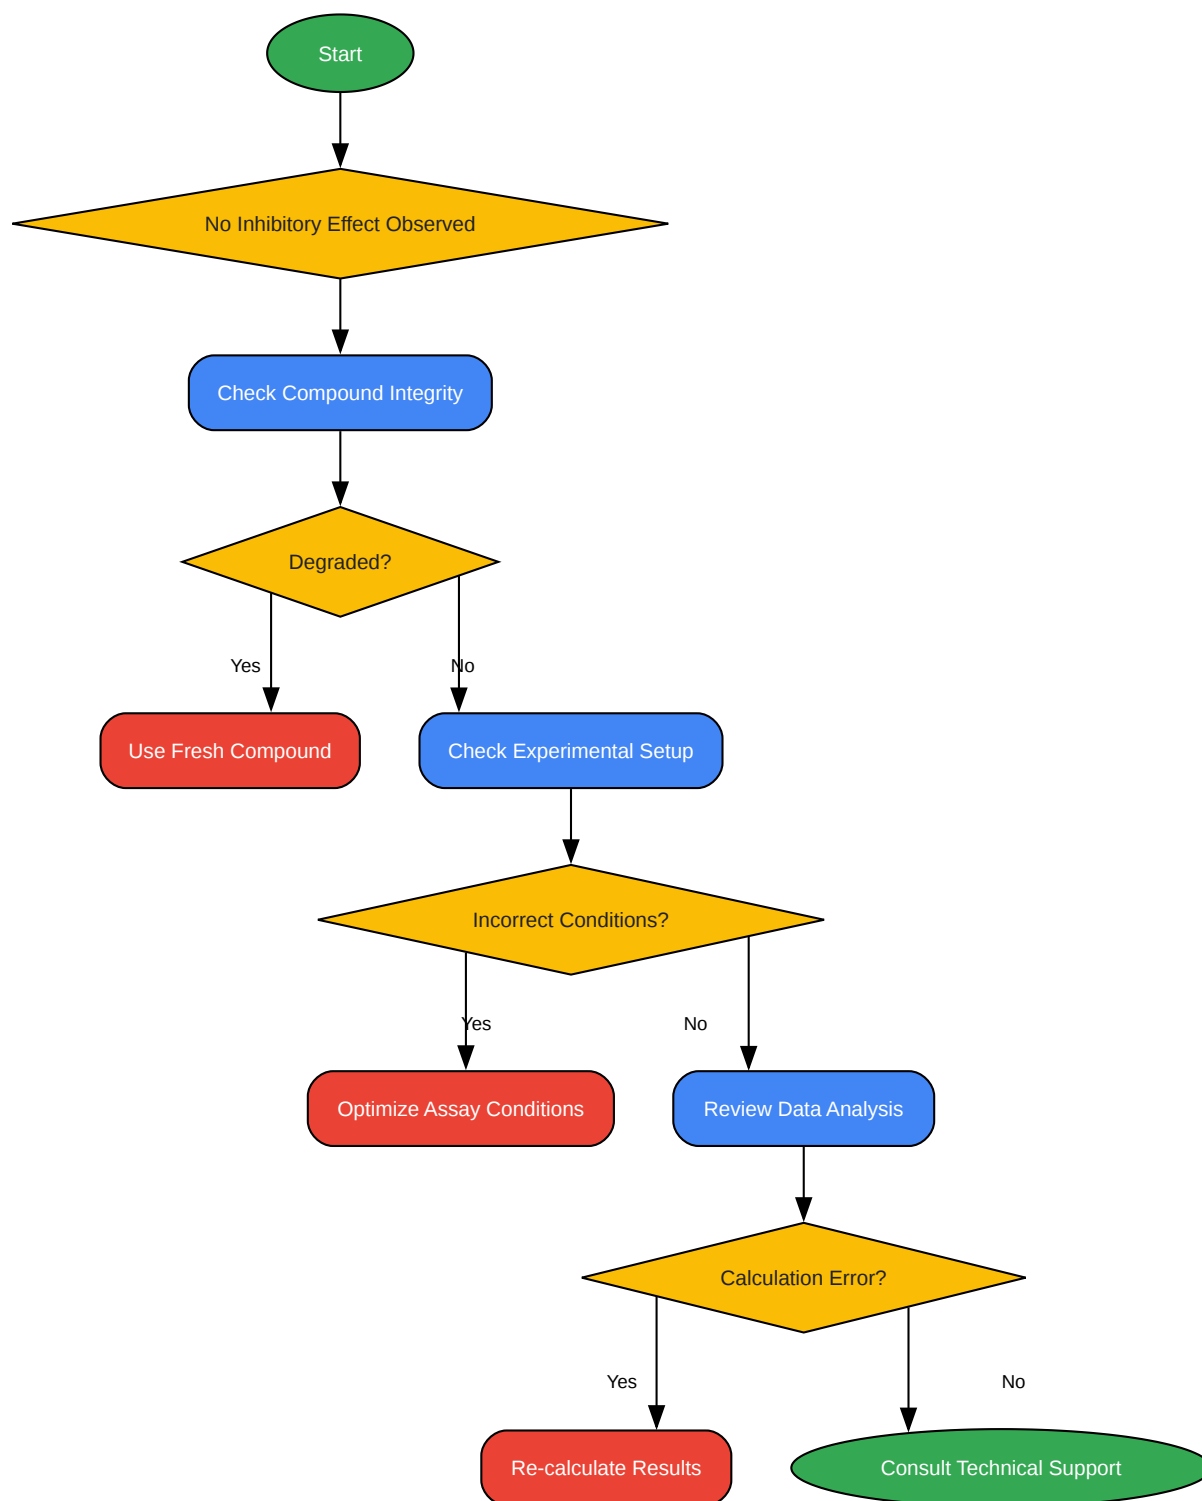 Start
No Inhibitory Effect Observed
Check Compound Integrity
Degraded?
Yes
No
Use Fresh Compound
Check Experimental Setup
Incorrect Conditions?
Yes
No
Optimize Assay Conditions
Review Data Analysis
Calculation Error?
Yes
No
Re-calculate Results
Consult Technical Support